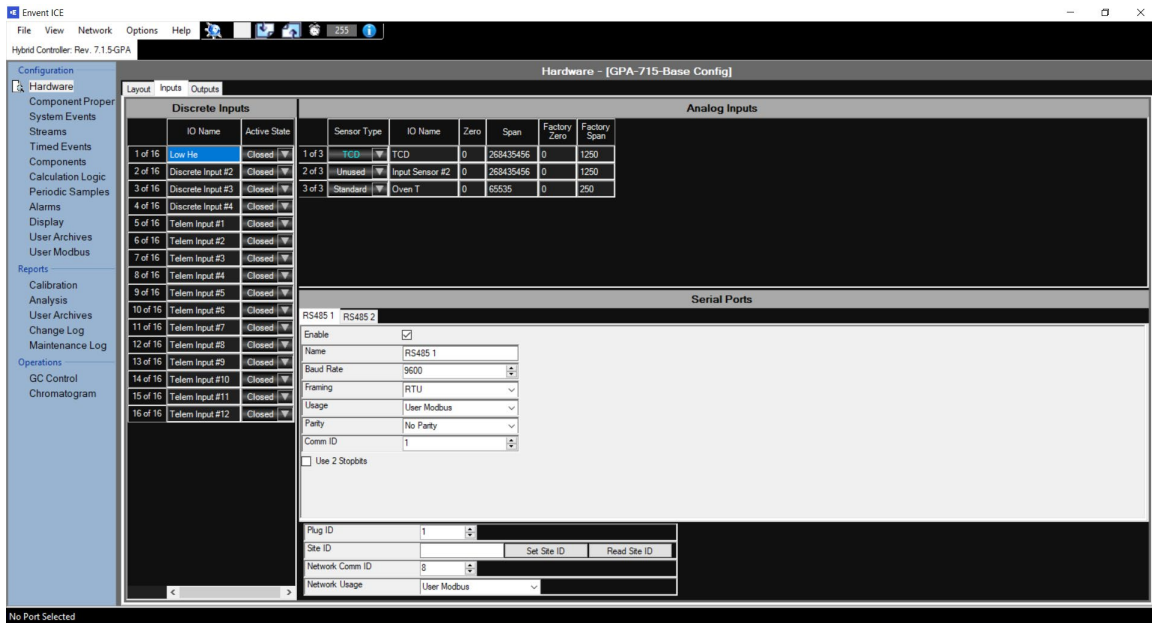 Envent ICE
File View Network Options Help 255
Hybrid Controller: Rev. 7.1.5-GPA
Configuration
Hardware
Component Proper
System Events
Streams
Timed Events
Components
Calculation Logic
Periodic Samples
Alarms
Display
User Archives
User Modbus
Reports
Calibration
Analysis
User Archives
Change Log
Maintenance Log
Operations
GC Control
Chromatogram
Hardware - [GPA-715-Base Config]
Layout Inputs Outputs
Discrete Inputs
IO Name Active State
1 of 16 Low He Closed
2 of 16 Discrete Input #2 Closed
3 of 16 Discrete Input #3 Closed
4 of 16 Discrete Input #4 Closed
5 of 16 Telem Input #1 Closed
6 of 16 Telem Input #2 Closed
7 of 16 Telem Input #3 Closed
8 of 16 Telem Input #4 Closed
9 of 16 Telem Input #5 Closed
10 of 16 Telem Input #6 Closed
11 of 16 Telem Input #7 Closed
12 of 16 Telem Input #8 Closed
13 of 16 Telem Input #9 Closed
14 of 16 Telem Input #10 Closed
15 of 16 Telem Input #11 Closed
16 of 16 Telem Input #12 Closed
Analog Inputs
Sensor Type IO Name Zero Span Factory Zero Factory Span
1 of 3 TCD TCD 0 268435456 0 1250
2 of 3 Unused Input Sensor #2 0 268435456 0 1250
3 of 3 Standard Oven T 0 65535 0 250
Serial Ports
RS485 1 RS485 2
Enable
Name RS485 1
Baud Rate 9600
Framing RTU
Usage User Modbus
Parity No Parity
Comm ID 1
Use 2 Stopbits
Plug ID 1
Site ID Set Site ID Read Site ID
Network Comm ID 8
Network Usage User Modbus
No Port Selected